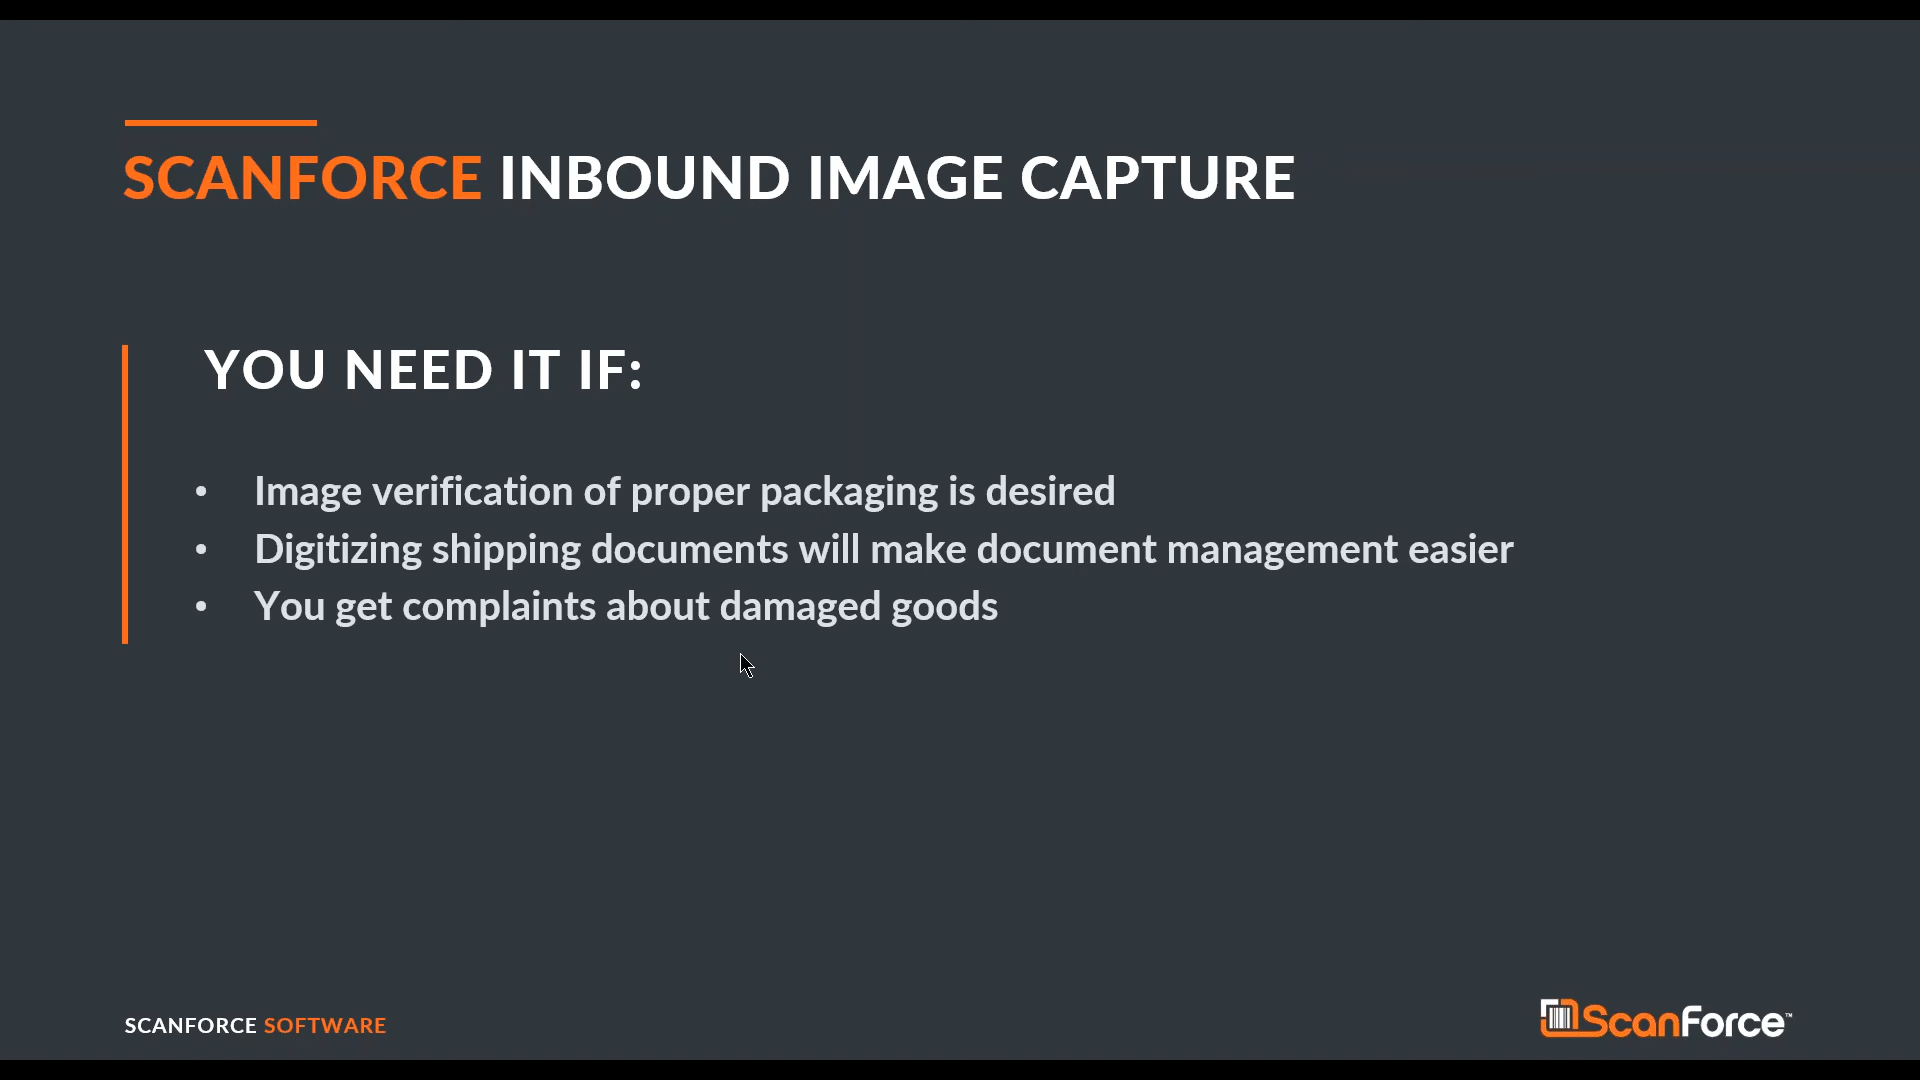 SCANFORCE INBOUND IMAGE CAPTURE
YOU NEED IT IF:
• Image verification of proper packaging is desired
• Digitizing shipping documents will make document management easier
• You get complaints about damaged goods
SCANFORCE SOFTWARE
ScanForce™